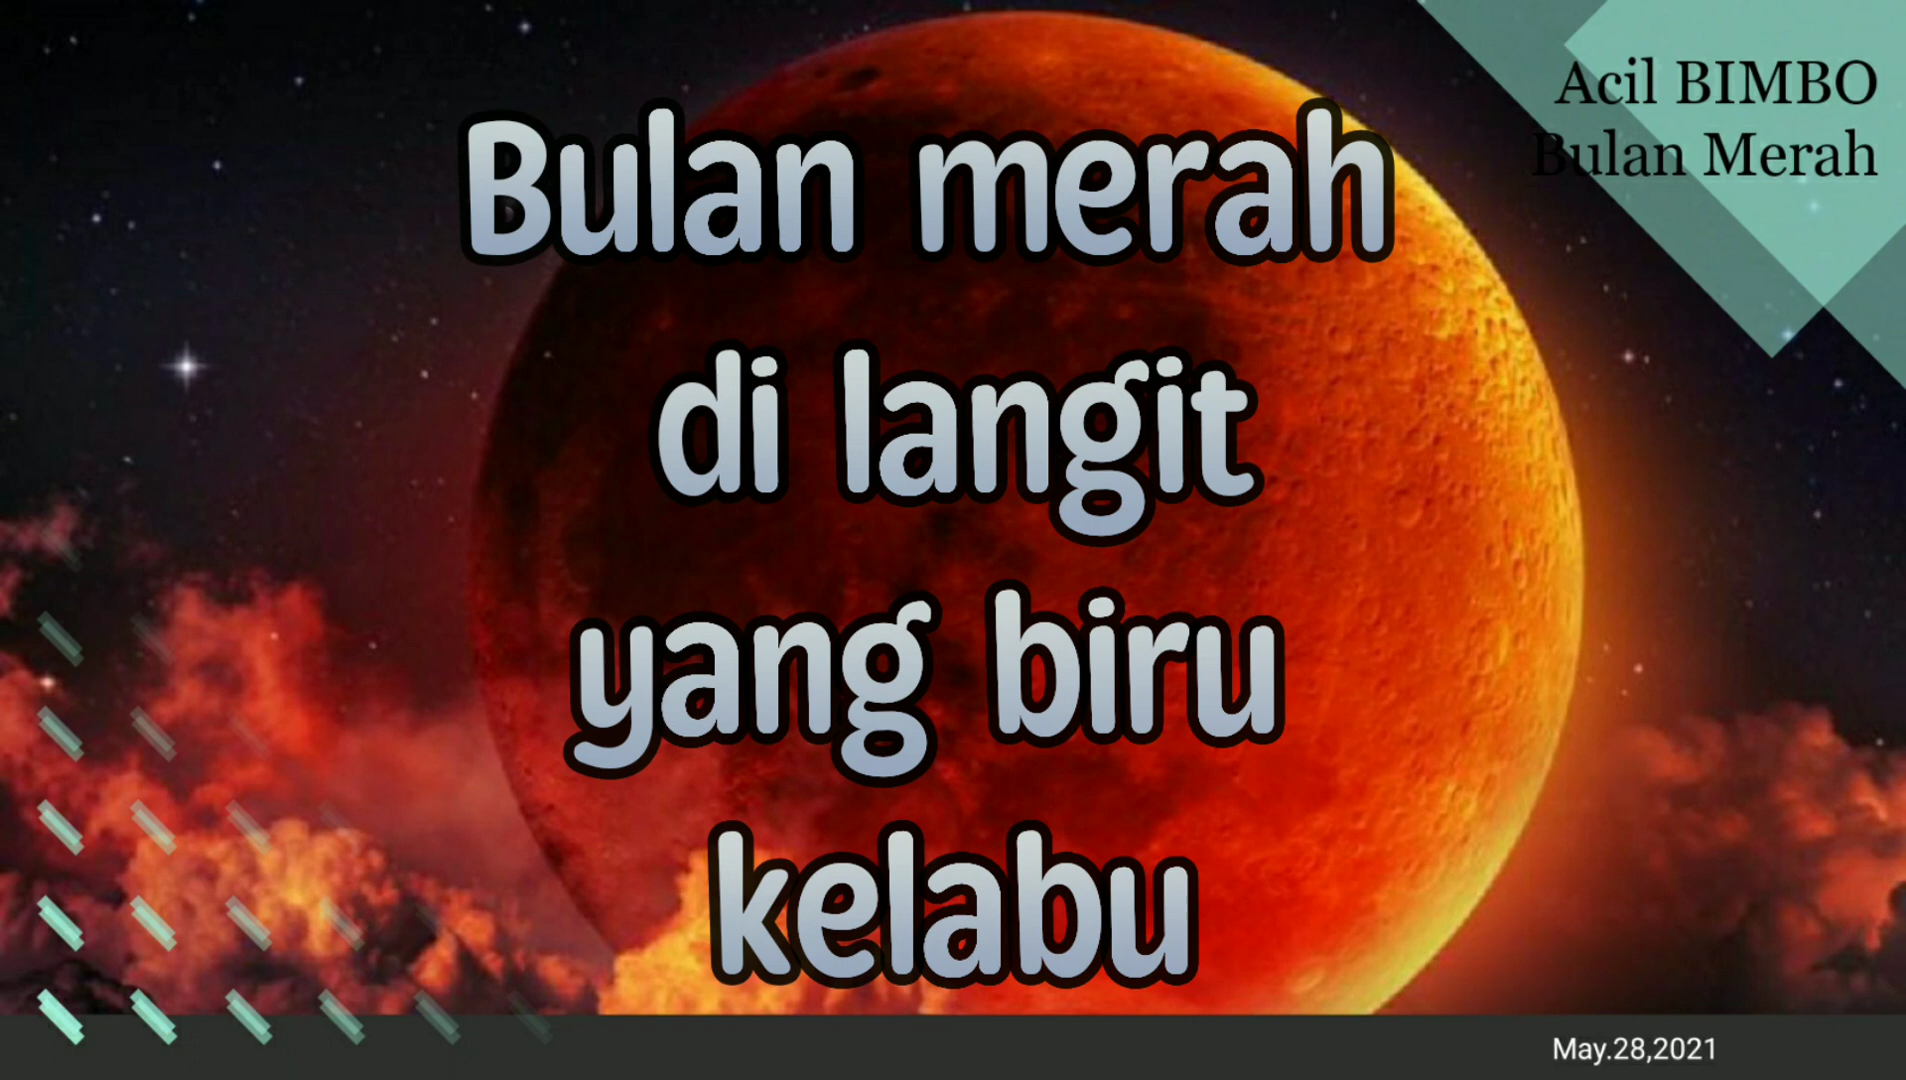 Acil BIMBO
Bulan Merah
Bulan merah
di langit
yang biru
kelabu
May.28,2021